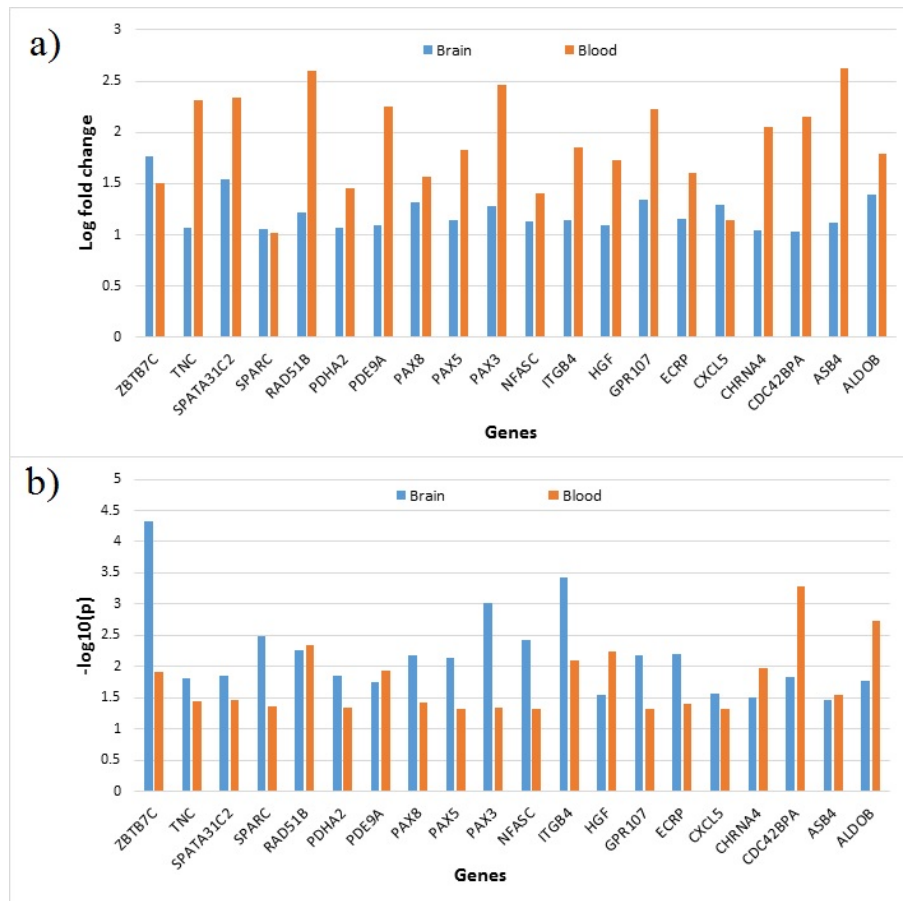 a)
3
2.5
2
1.5
1
0.5
0
Log fold change
Brain Blood
ZBTB7C TNC SPATA31C2 SPARC RAD51B PDHA2 PDE9A PAX8 PAX5 PAX3 NFASC ITGB4 HGF GPR107 ECRP CXCL5 CHRNA4 CDC42BPA ASB4 ALDOB
Genes
b)
5
4.5
4
3.5
3
2.5
2
1.5
1
0.5
0
-log10(p)
Brain Blood
ZBTB7C TNC SPATA31C2 SPARC RAD51B PDHA2 PDE9A PAX8 PAX5 PAX3 NFASC ITGB4 HGF GPR107 ECRP CXCL5 CHRNA4 CDC42BPA ASB4 ALDOB
Genes